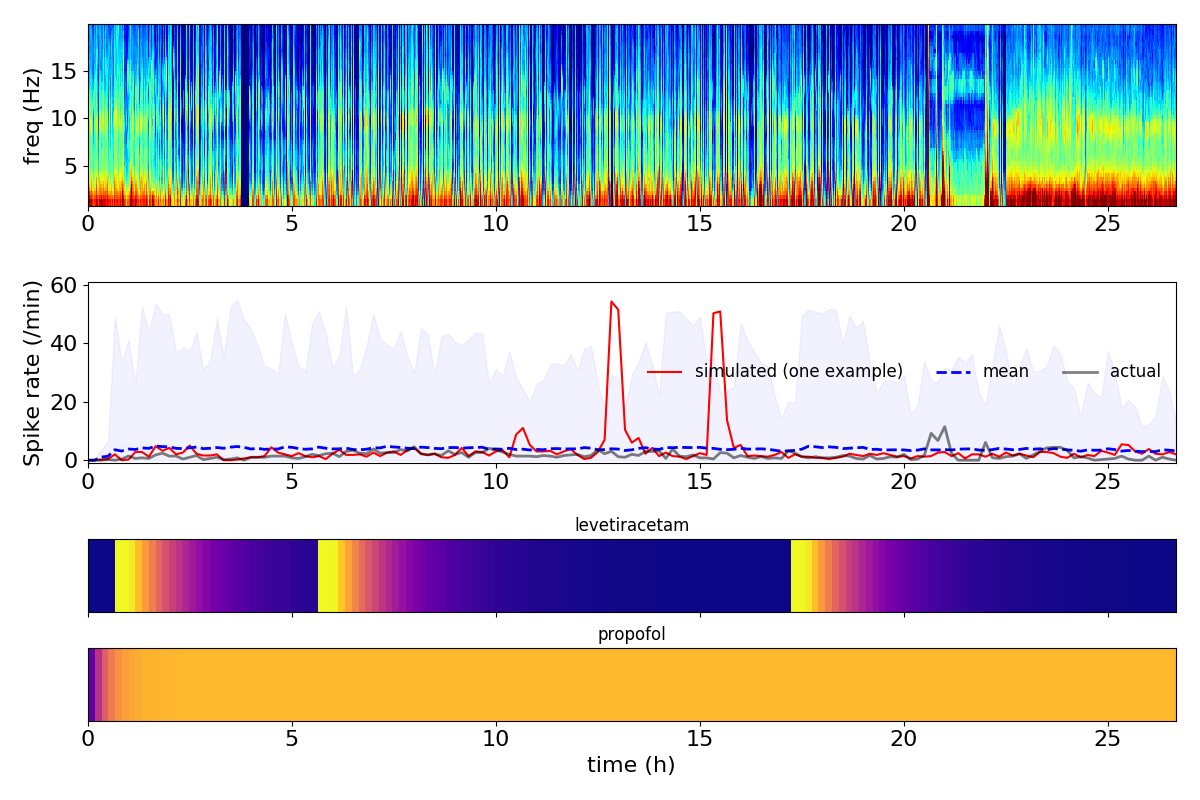 freq (Hz)
15
10
5
0 5 10 15 20 25
Spike rate (/min)
60
40
20
0
simulated (one example) mean actual
0 5 10 15 20 25
levetiracetam
propofol
0 5 10 15 20 25
time (h)